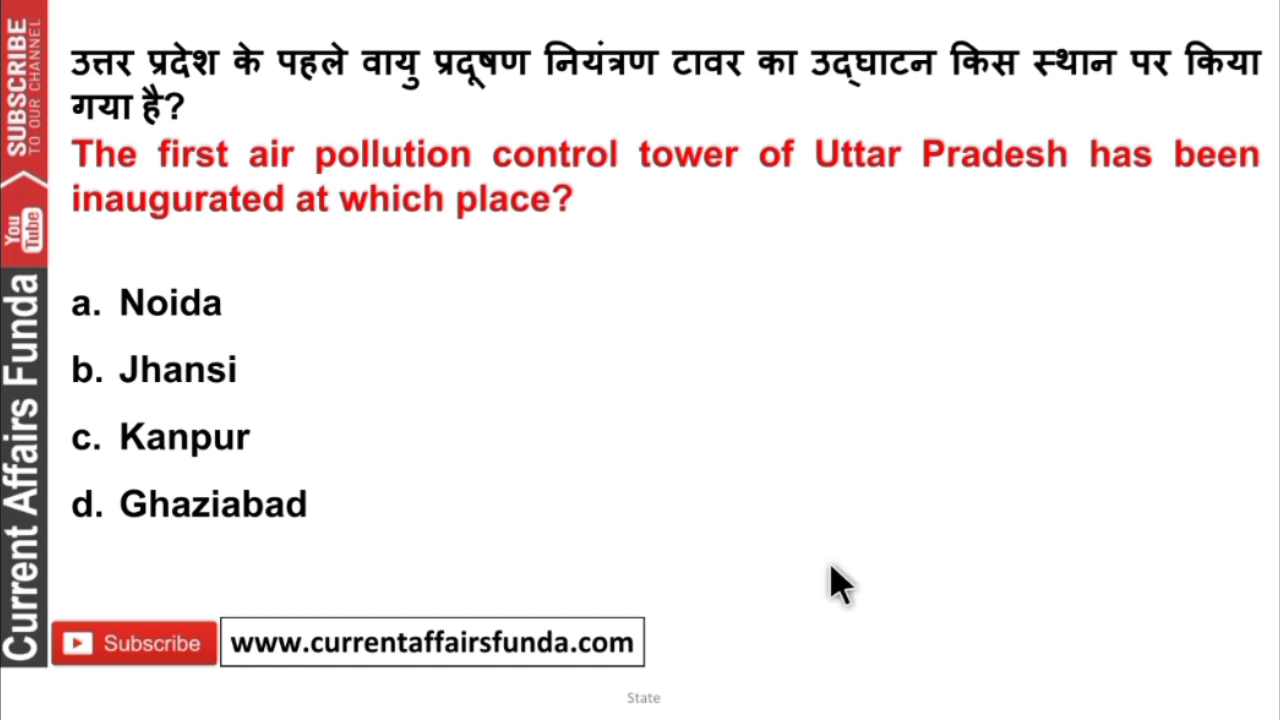 उत्तर प्रदेश के पहले वायु प्रदूषण नियंत्रण टावर का उद्घाटन किस स्थान पर किया
गया है?
The first air pollution control tower of Uttar Pradesh has been
inaugurated at which place?
a. Noida
b. Jhansi
c. Kanpur
d. Ghaziabad
SUBSCRIBE
TO OUR CHANNEL
You
Tube
Current Affairs Funda
Subscribe
www.currentaffairsfunda.com
State